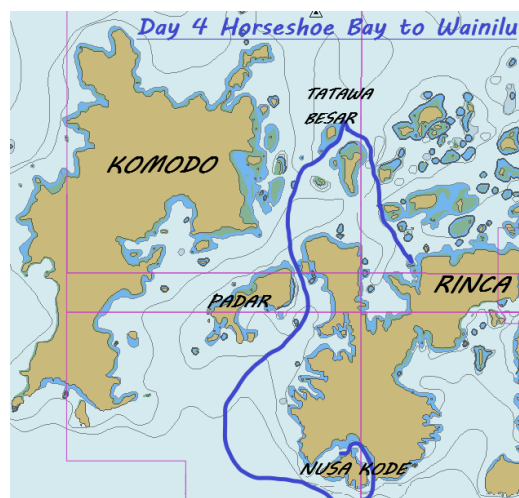 Day 4 Horseshoe Bay to Wainilu
TATAWA
BESAR
KOMODO
RINCA
PADAR
NUSA KODE